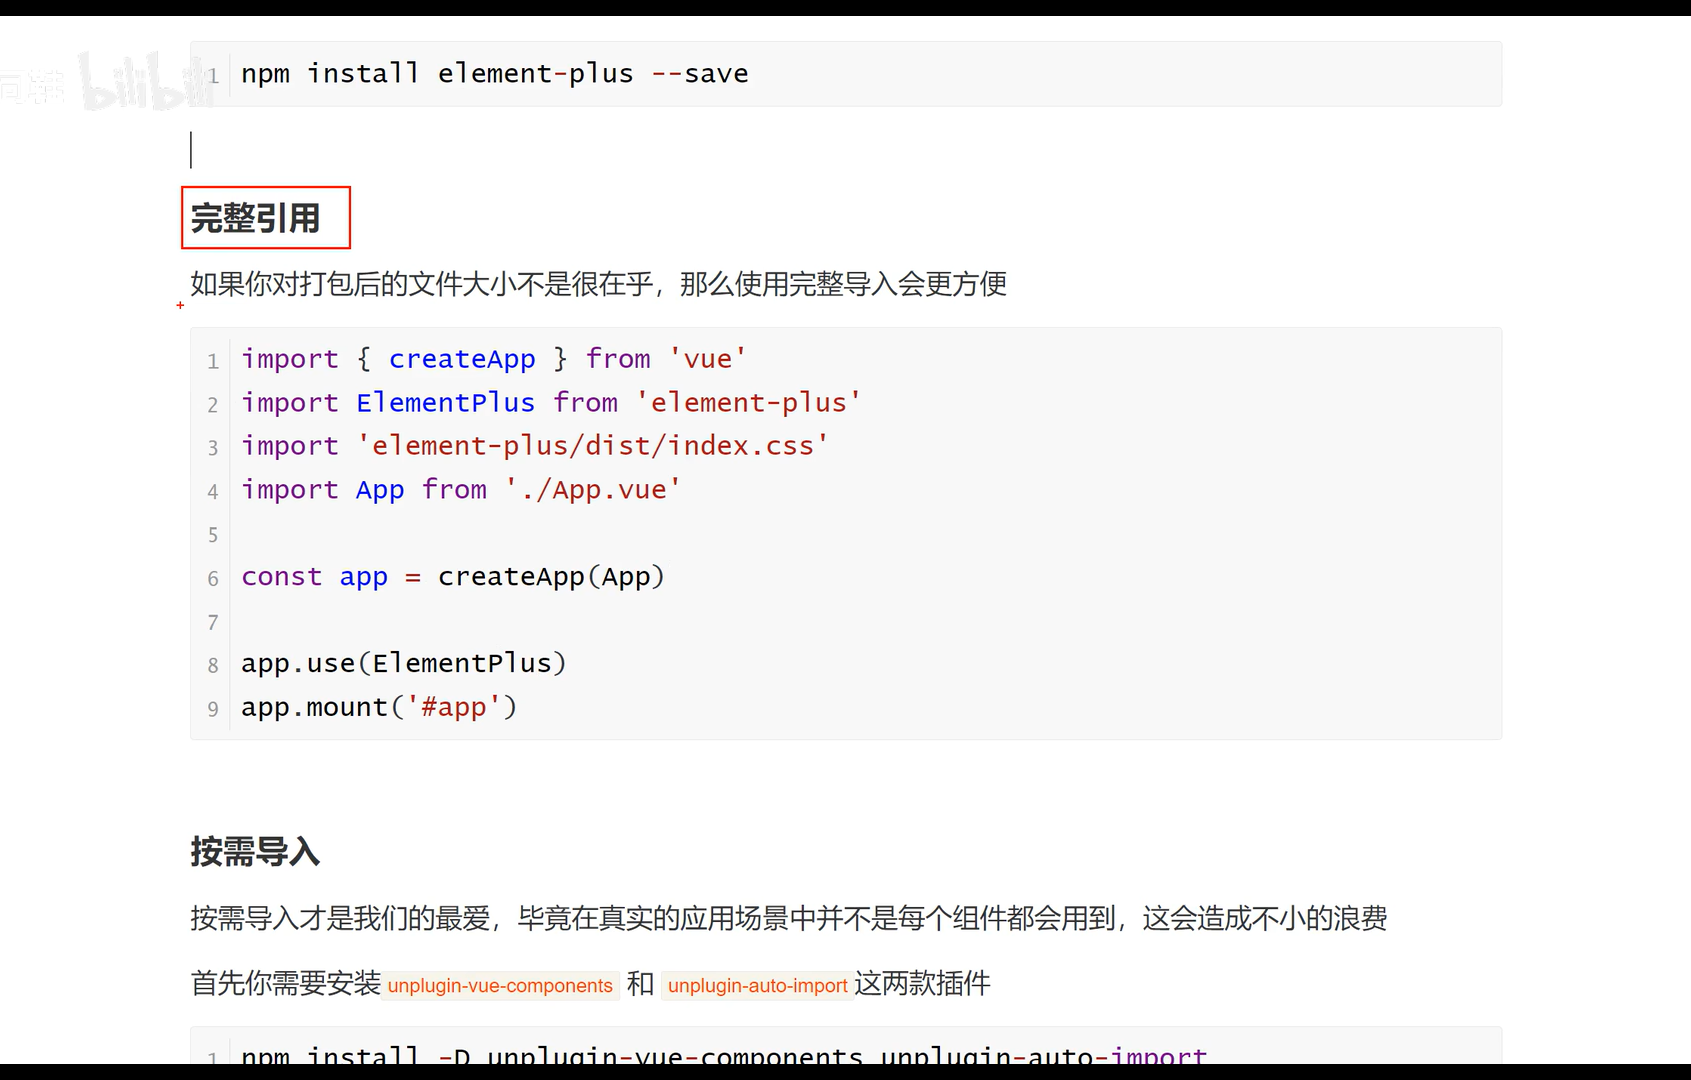 bilibili
1 npm install element-plus --save
完整引用
如果你对打包后的文件大小不是很在乎，那么使用完整导入会更方便
1 import { createApp } from 'vue'
2 import ElementPlus from 'element-plus'
3 import 'element-plus/dist/index.css'
4 import App from './App.vue'
5
6 const app = createApp(App)
7
8 app.use(ElementPlus)
9 app.mount('#app')
按需导入
按需导入才是我们的最爱，毕竟在真实的应用场景中并不是每个组件都会用到，这会造成不小的浪费
首先你需要安装 unplugin-vue-components 和 unplugin-auto-import 这两款插件
1 npm install -D unplugin-vue-components unplugin-auto-import